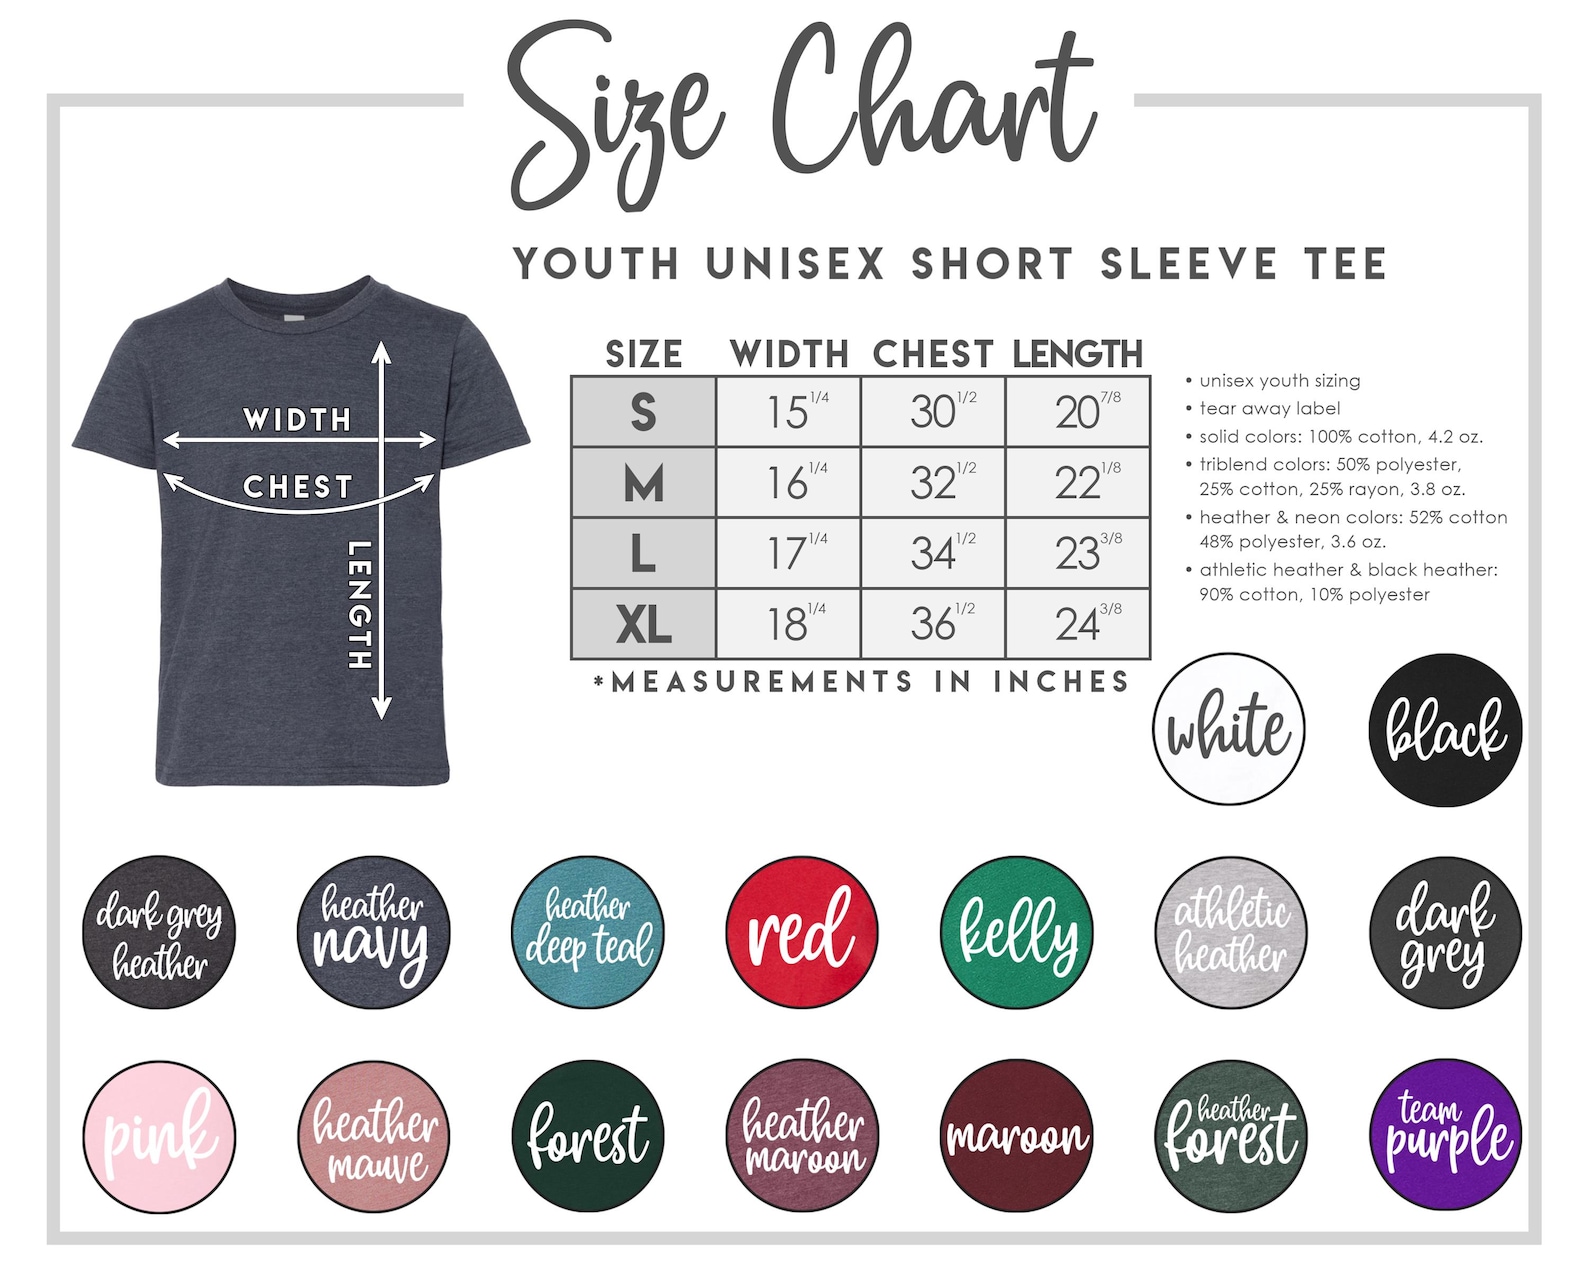 Size Chart
YOUTH UNISEX SHORT SLEEVE TEE
WIDTH
CHEST
LENGTH
SIZE WIDTH CHEST LENGTH
S 15 1/4 30 1/2 20 7/8
M 16 1/4 32 1/2 22 1/8
L 17 1/4 34 1/2 23 3/8
XL 18 1/4 36 1/2 24 3/8
*MEASUREMENTS IN INCHES
• unisex youth sizing
• tear away label
• solid colors: 100% cotton, 4.2 oz.
• triblend colors: 50% polyester,
25% cotton, 25% rayon, 3.8 oz.
• heather & neon colors: 52% cotton
48% polyester, 3.6 oz.
• athletic heather & black heather:
90% cotton, 10% polyester
white
black
dark grey
heather
heather
navy
heather
deep teal
red
kelly
athletic
heather
dark
grey
pink
heather
mauve
forest
heather
maroon
maroon
heather
forest
team
purple